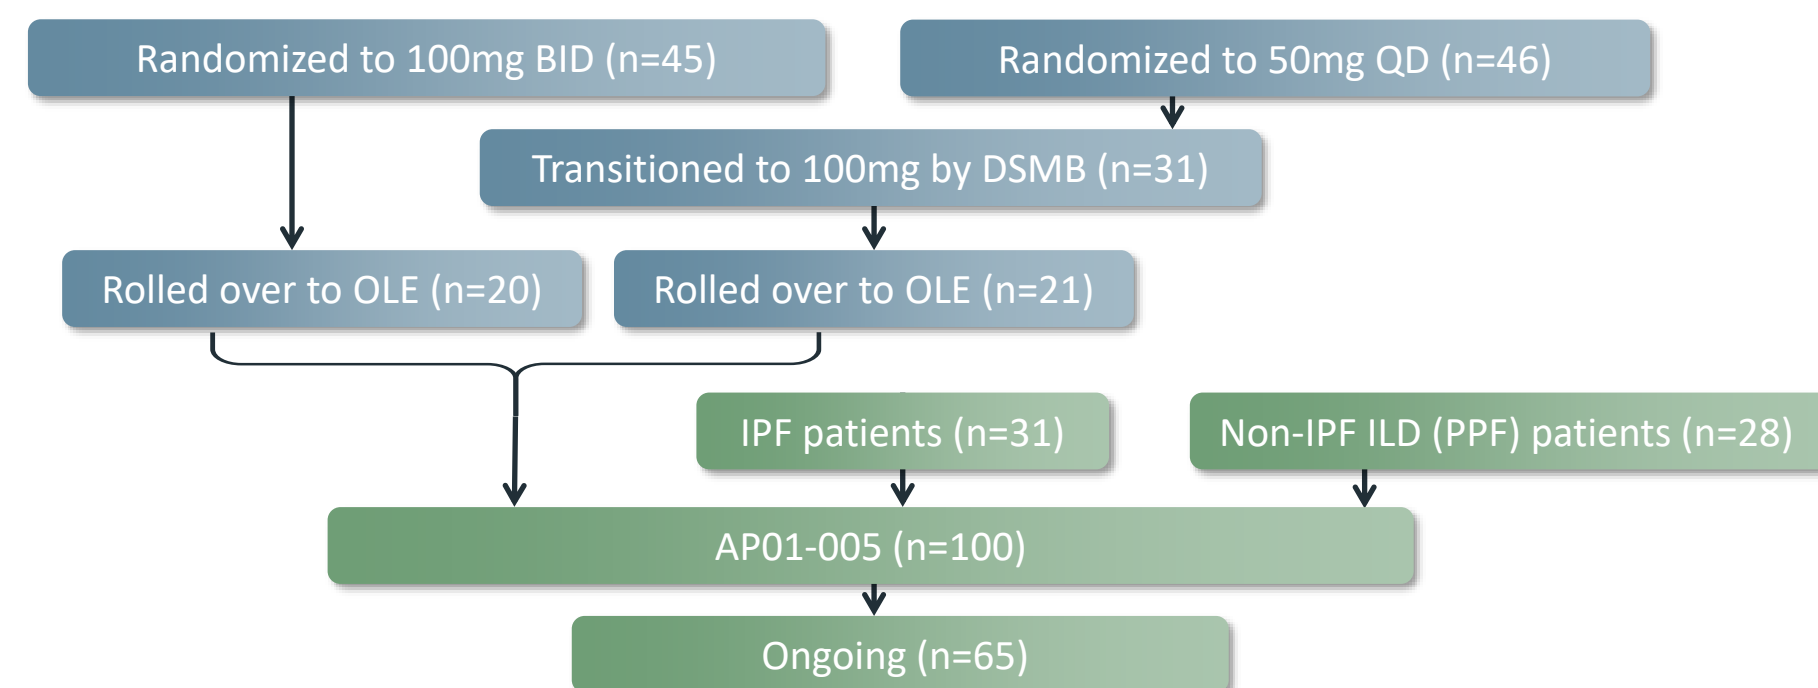 Randomized to 100mg BID (n=45)
Randomized to 50mg QD (n=46)
Transitioned to 100mg by DSMB (n=31)
Rolled over to OLE (n=20)
Rolled over to OLE (n=21)
IPF patients (n=31)
Non-IPF ILD (PPF) patients (n=28)
AP01-005 (n=100)
Ongoing (n=65)